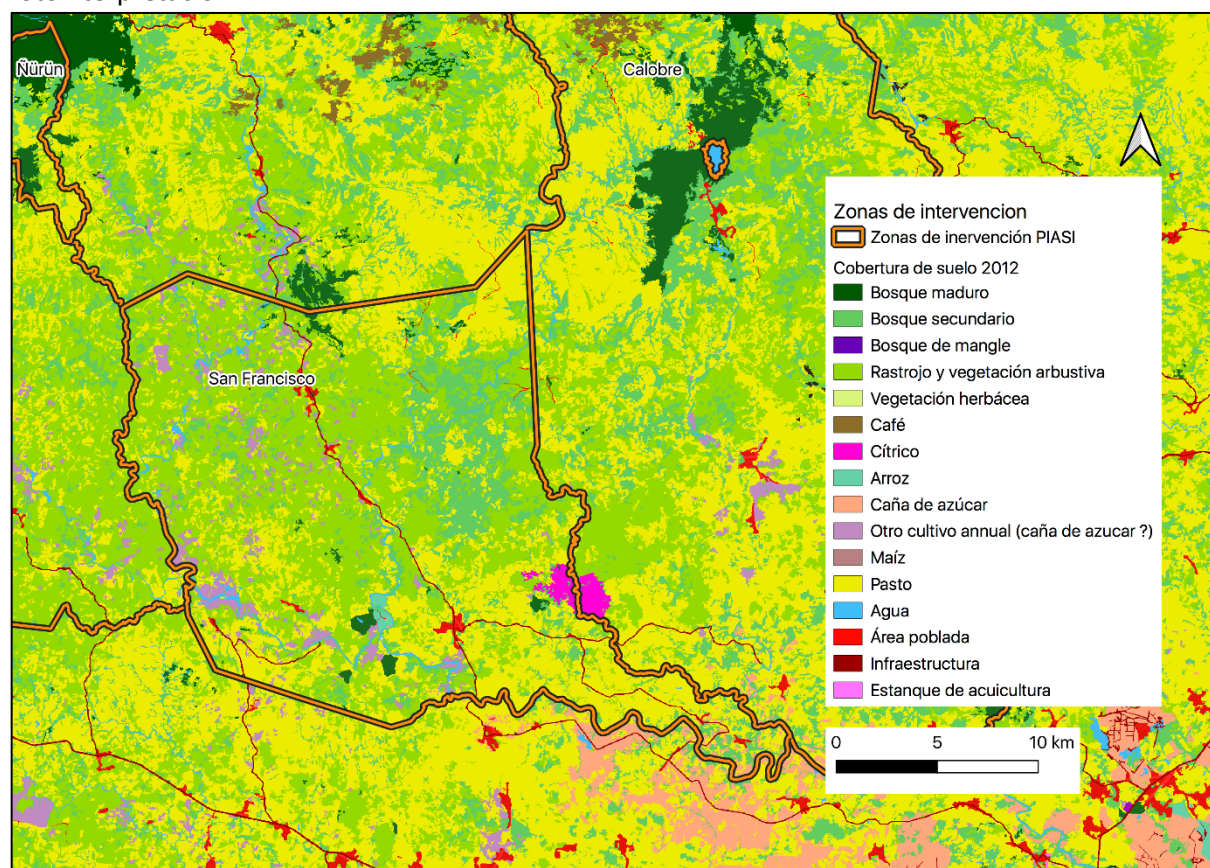 Ñürün
Calobre
San Francisco
Zonas de intervencion
Zonas de inervención PIASI
Cobertura de suelo 2012
Bosque maduro
Bosque secundario
Bosque de mangle
Rastrojo y vegetación arbustiva
Vegetación herbácea
Café
Cítrico
Arroz
Caña de azúcar
Otro cultivo annual (caña de azucar ?)
Maíz
Pasto
Agua
Área poblada
Infraestructura
Estanque de acuicultura
0 5 10 km